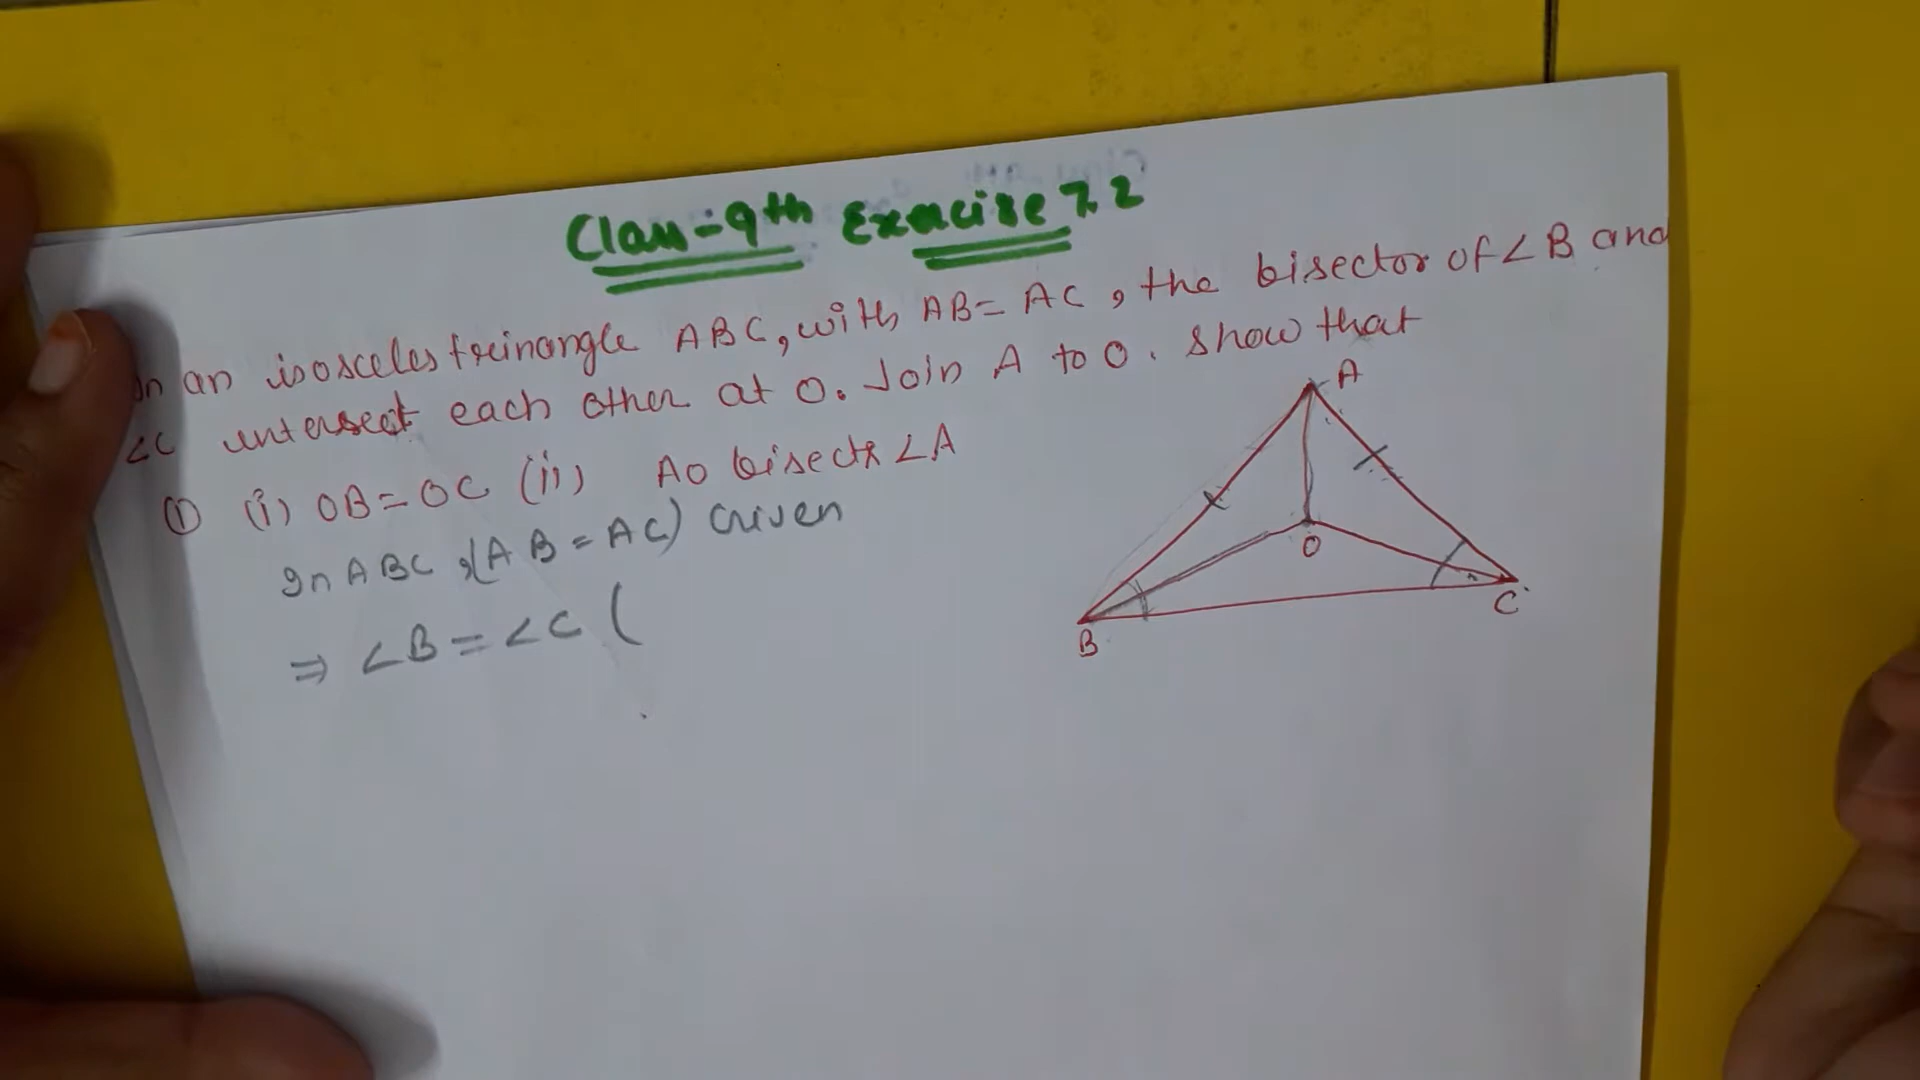 Class-9th Exercise 7.2
In an isosceles treinangle ABC, with AB = AC, the bisector of ∠B and
∠C intersect each other at O. Join A to O. Show that
① (i) OB = OC (ii) AO bisects ∠A
In ABC, (AB = AC) Given
⇒ ∠B = ∠C (
A
O
B
C